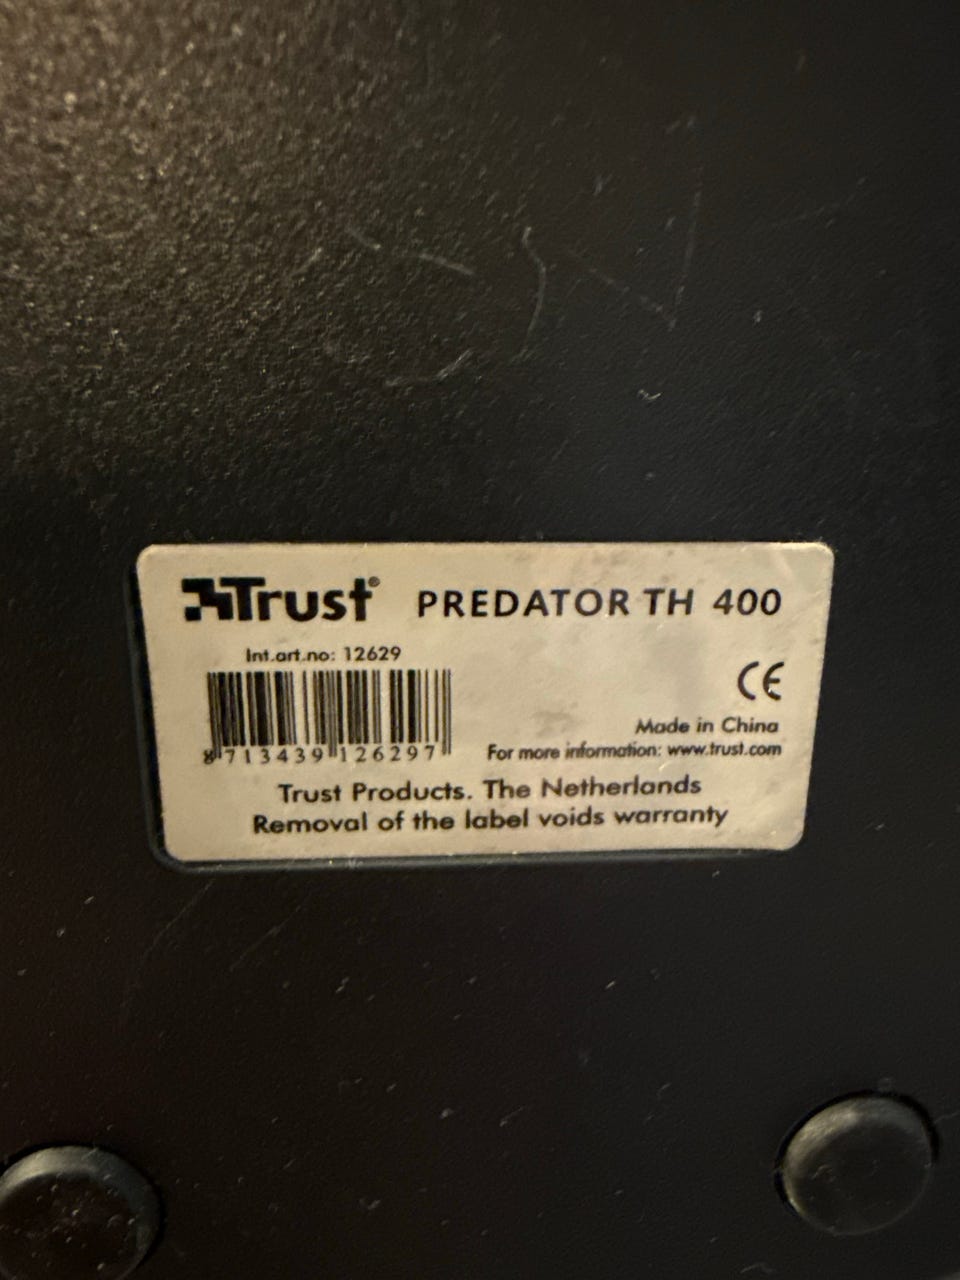 Trust® PREDATOR TH 400
Int.art.no: 12629
8 713439 126297
CE
Made in China
For more information: www.trust.com
Trust Products. The Netherlands
Removal of the label voids warranty